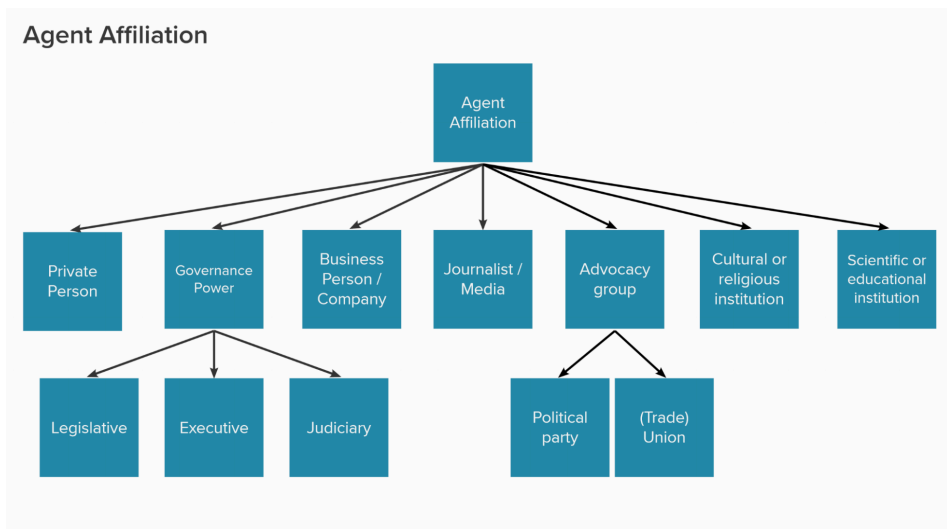 Agent Affiliation
Agent
Affiliation
Private
Person
Governance
Power
Business
Person /
Company
Journalist /
Media
Advocacy
group
Cultural or
religious
institution
Scientific or
educational
institution
Legislative
Executive
Judiciary
Political
party
(Trade)
Union